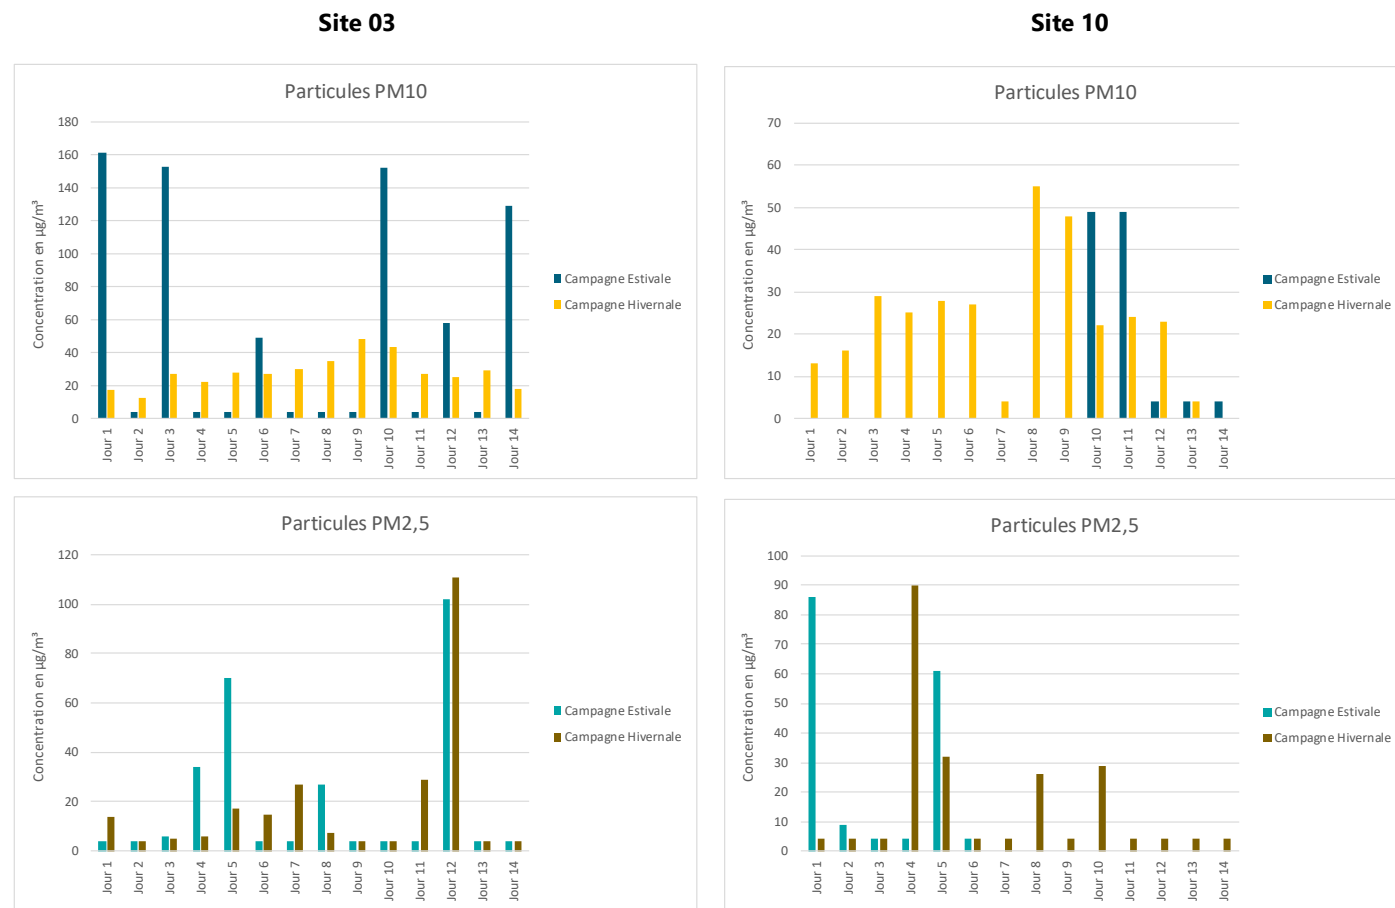 Site 03
Site 10
Particules PM10
Concentration en µg/m³
180
160
140
120
100
80
60
40
20
0
Jour 1
Jour 2
Jour 3
Jour 4
Jour 5
Jour 6
Jour 7
Jour 8
Jour 9
Jour 10
Jour 11
Jour 12
Jour 13
Jour 14
Campagne Estivale
Campagne Hivernale
Particules PM10
Concentration en µg/m³
70
60
50
40
30
20
10
0
Jour 1
Jour 2
Jour 3
Jour 4
Jour 5
Jour 6
Jour 7
Jour 8
Jour 9
Jour 10
Jour 11
Jour 12
Jour 13
Jour 14
Campagne Estivale
Campagne Hivernale
Particules PM2,5
Concentration en µg/m³
120
100
80
60
40
20
0
Jour 1
Jour 2
Jour 3
Jour 4
Jour 5
Jour 6
Jour 7
Jour 8
Jour 9
Jour 10
Jour 11
Jour 12
Jour 13
Jour 14
Campagne Estivale
Campagne Hivernale
Particules PM2,5
Concentration en µg/m³
100
90
80
70
60
50
40
30
20
10
0
Jour 1
Jour 2
Jour 3
Jour 4
Jour 5
Jour 6
Jour 7
Jour 8
Jour 9
Jour 10
Jour 11
Jour 12
Jour 13
Jour 14
Campagne Estivale
Campagne Hivernale